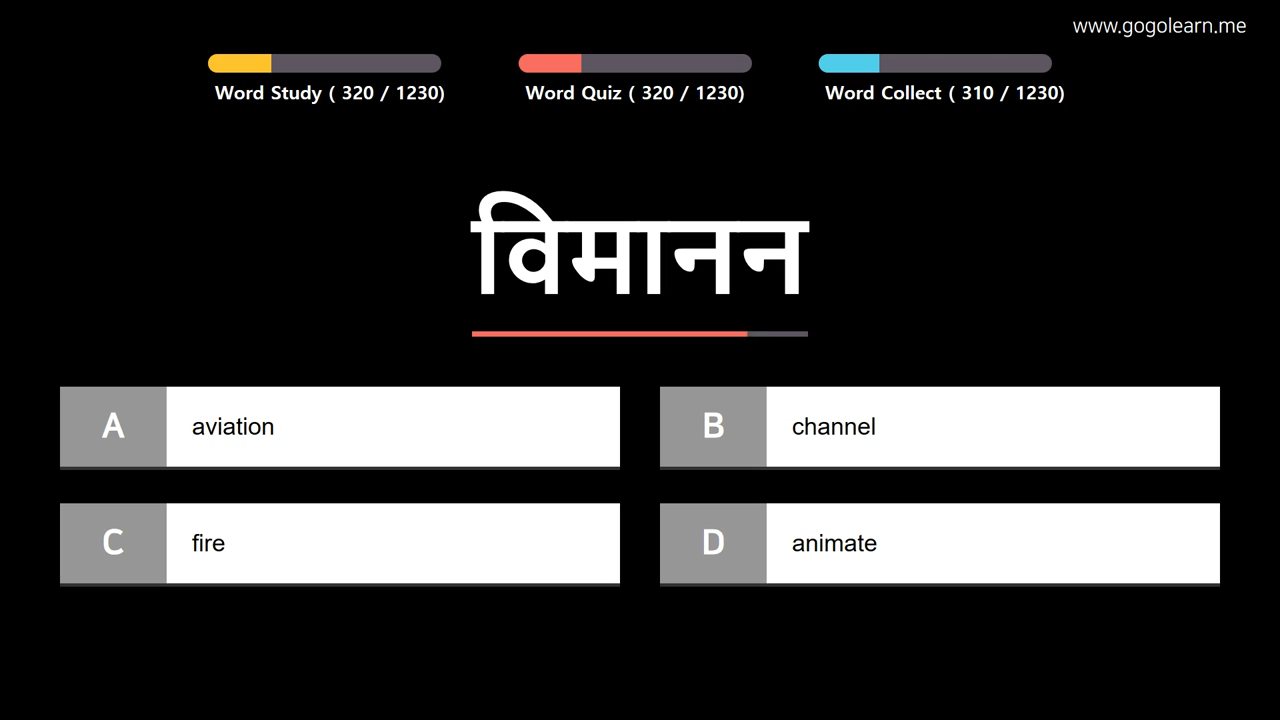 www.gogolearn.me
Word Study ( 320 / 1230)
Word Quiz ( 320 / 1230)
Word Collect ( 310 / 1230)
विमानन
A aviation
B channel
C fire
D animate